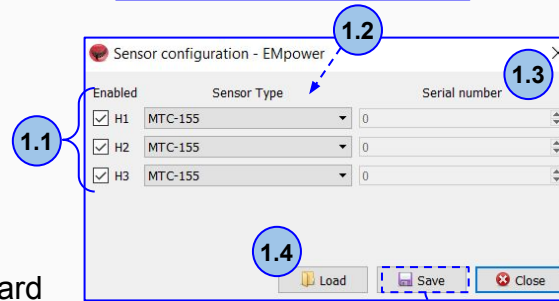 1.2
Sensor configuration - EMpower
1.3
Enabled Sensor Type Serial number
1.1
H1 MTC-155 0
H2 MTC-155 0
H3 MTC-155 0
1.4
Load Save Close
ard